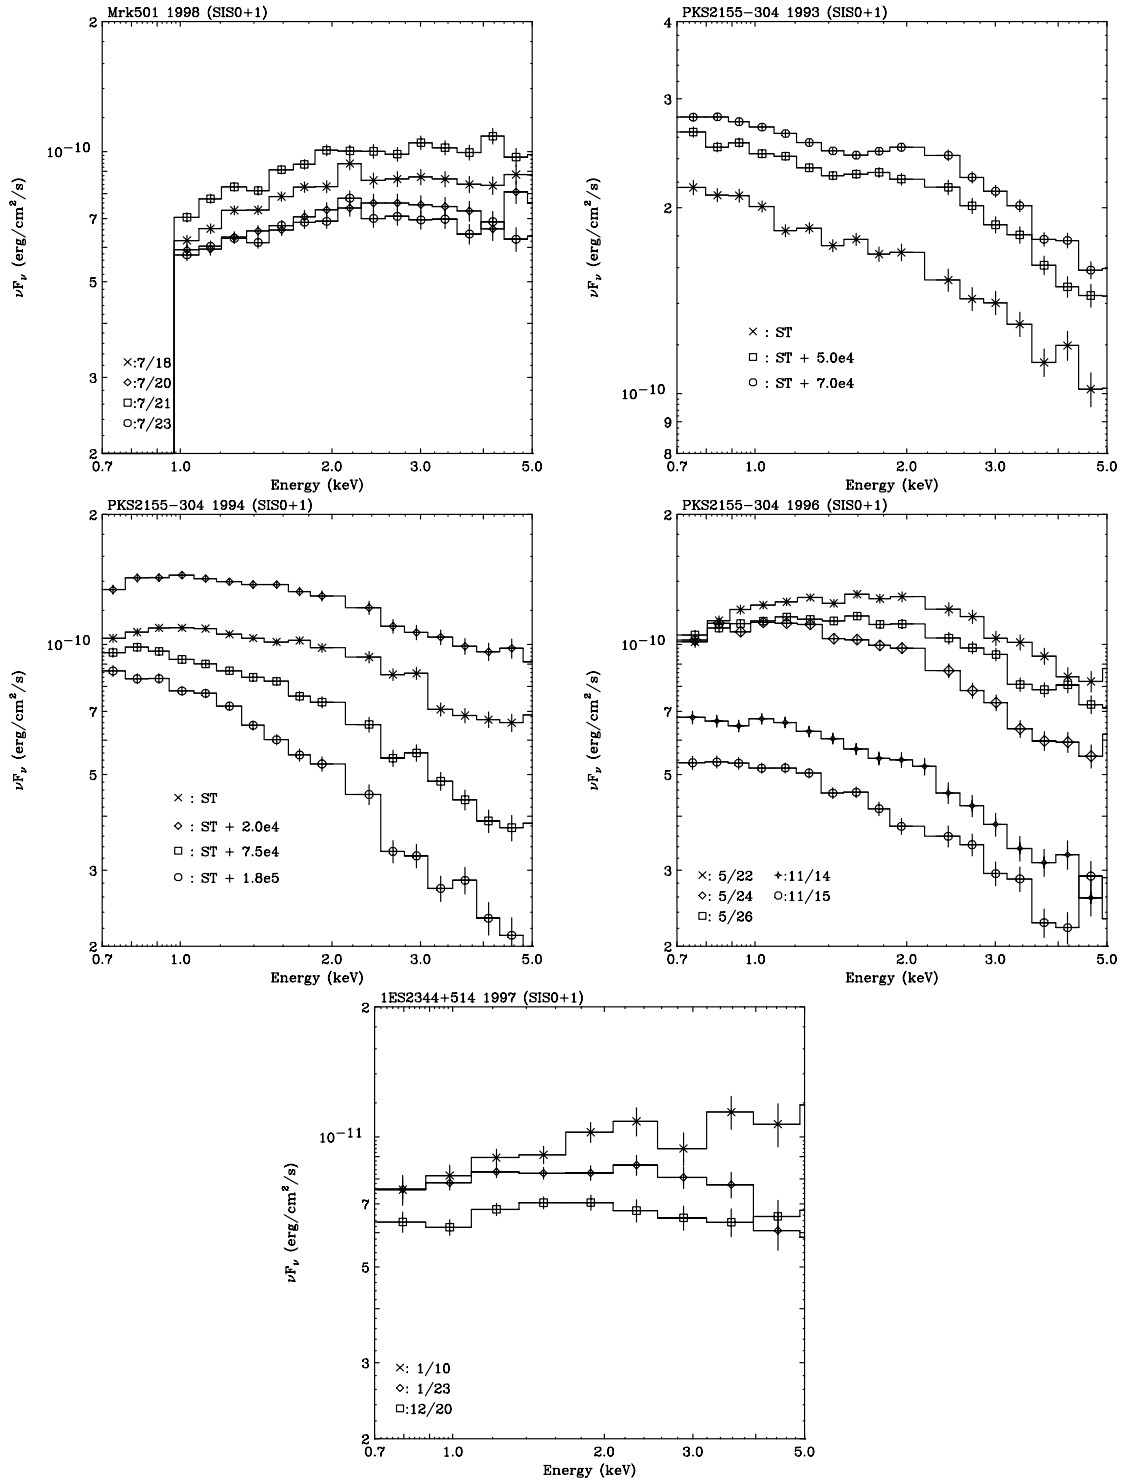 Mrk501 1998 (SIS0+1)
2
10⁻¹⁰
7
5
3
2
νFν (erg/cm²/s)
×:7/18
◇:7/20
□:7/21
○:7/23
0.7 1.0 2.0 3.0 5.0
Energy (keV)
PKS2155−304 1993 (SIS0+1)
4
3
2
10⁻¹⁰
9
8
νFν (erg/cm²/s)
× : ST
□ : ST + 5.0e4
○ : ST + 7.0e4
0.7 1.0 2.0 3.0 5.0
Energy (keV)
PKS2155−304 1994 (SIS0+1)
2
10⁻¹⁰
7
5
3
2
νFν (erg/cm²/s)
× : ST
◇ : ST + 2.0e4
□ : ST + 7.5e4
○ : ST + 1.8e5
0.7 1.0 2.0 3.0 5.0
Energy (keV)
PKS2155−304 1996 (SIS0+1)
2
10⁻¹⁰
7
5
3
2
νFν (erg/cm²/s)
×: 5/22 +:11/14
◇: 5/24 ○:11/15
□: 5/26
0.7 1.0 2.0 3.0 5.0
Energy (keV)
1ES2344+514 1997 (SIS0+1)
2
10⁻¹¹
7
5
3
2
νFν (erg/cm²/s)
×: 1/10
◇: 1/23
□:12/20
0.7 1.0 2.0 3.0 5.0
Energy (keV)